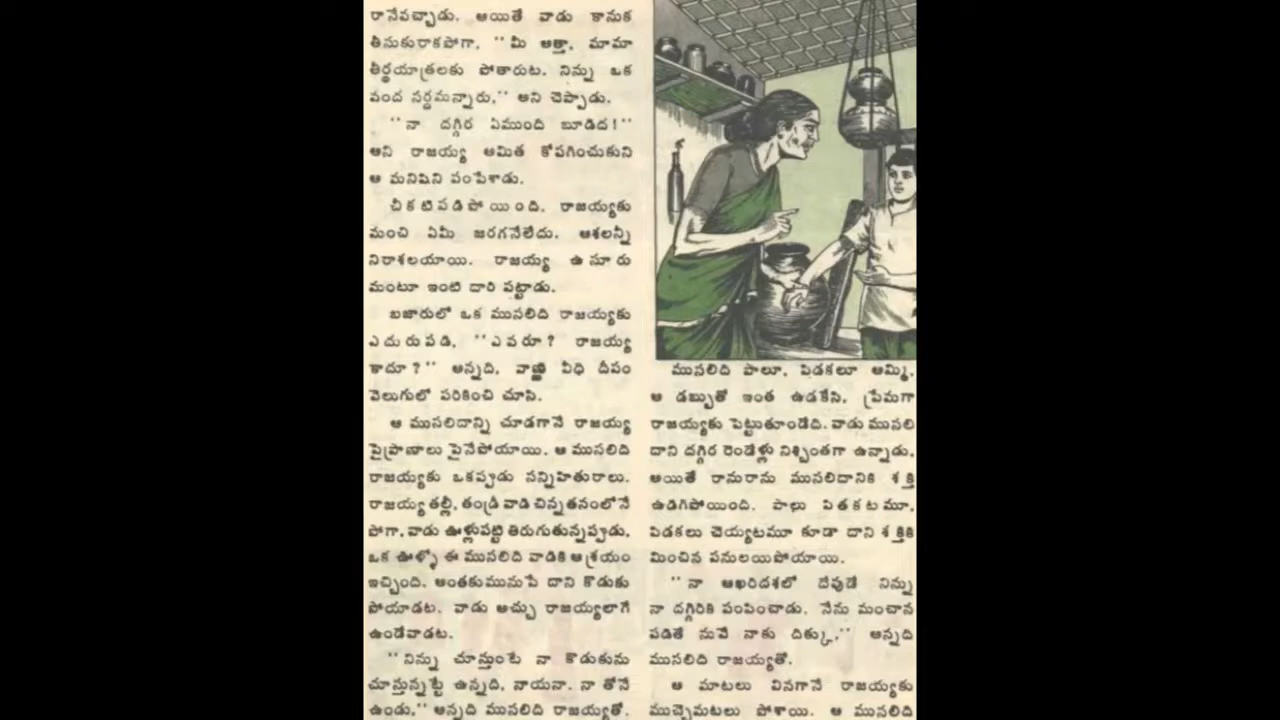 రానేవచ్చాడు. అయితే వాడు కానుక
తీసుకురాకపోగా, "మీ అత్తా, మామా
తీర్థయాత్రలకు పోతారుట. నిన్ను ఒక
వంద సర్దమన్నారు," అని చెప్పాడు.
"నా దగ్గిర ఏముంది బూడిద!"
అని రాజయ్య అమిత కోపగించుకుని
ఆ మనిషిని పంపేశాడు.
చీకటిపడిపోయింది. రాజయ్యకు
మంచి ఏమీ జరగనేలేదు. ఆశలన్నీ
నిరాశలయాయి. రాజయ్య ఉసూరు
మంటూ ఇంటి దారి పట్టాడు.
బజారులో ఒక ముసలిది రాజయ్యకు
ఎదురుపడి, "ఎవరూ? రాజయ్య
కాదూ?" అన్నది, వాణ్ణి వీధి దీపం
వెలుగులో పరికించి చూసి.
ఆ ముసలిదాన్ని చూడగానే రాజయ్య
పైప్రాణాలు పైనేపోయాయి. ఆ ముసలిది
రాజయ్యకు ఒకప్పుడు సన్నిహితురాలు.
రాజయ్య తల్లీ, తండ్రీ వాడి చిన్నతనంలోనే
పోగా, వాడు ఊళ్లుపట్టి తిరుగుతున్నప్పుడు,
ఒక ఊళ్ళో ఈ ముసలిది వాడికి ఆశ్రయం
ఇచ్చింది. అంతకుమునుపే దాని కొడుకు
పోయాడట. వాడు అచ్చు రాజయ్యలాగే
ఉండేవాడట.
"నిన్ను చూస్తుంటే నా కొడుకును
చూస్తున్నట్టే ఉన్నది, నాయనా. నా తోనే
ఉండు," అన్నది ముసలిది రాజయ్యతో.
ముసలిది పాలూ, పిడకలూ అమ్మి,
ఆ డబ్బుతో ఇంత ఉడకేసి, ప్రేమగా
రాజయ్యకు పెట్టుతూండేది. వాడు ముసలి
దాని దగ్గిర రెండేళ్లు నిశ్చింతగా ఉన్నాడు,
అయితే రానురాను ముసలిదానికి శక్తి
ఉడిగిపోయింది. పాలు పితకటమూ,
పిడకలు చెయ్యటమూ కూడా దాని శక్తికి
మించిన పనులయిపోయాయి.
"నా ఆఖరిదశలో దేవుడే నిన్ను
నా దగ్గిరికి పంపించాడు. నేను మంచాన
పడితే నువే నాకు దిక్కు," అన్నది
ముసలిది రాజయ్యతో.
ఆ మాటలు వినగానే రాజయ్యకు
ముచ్చెమటలు పోశాయి. ఆ ముసలిది